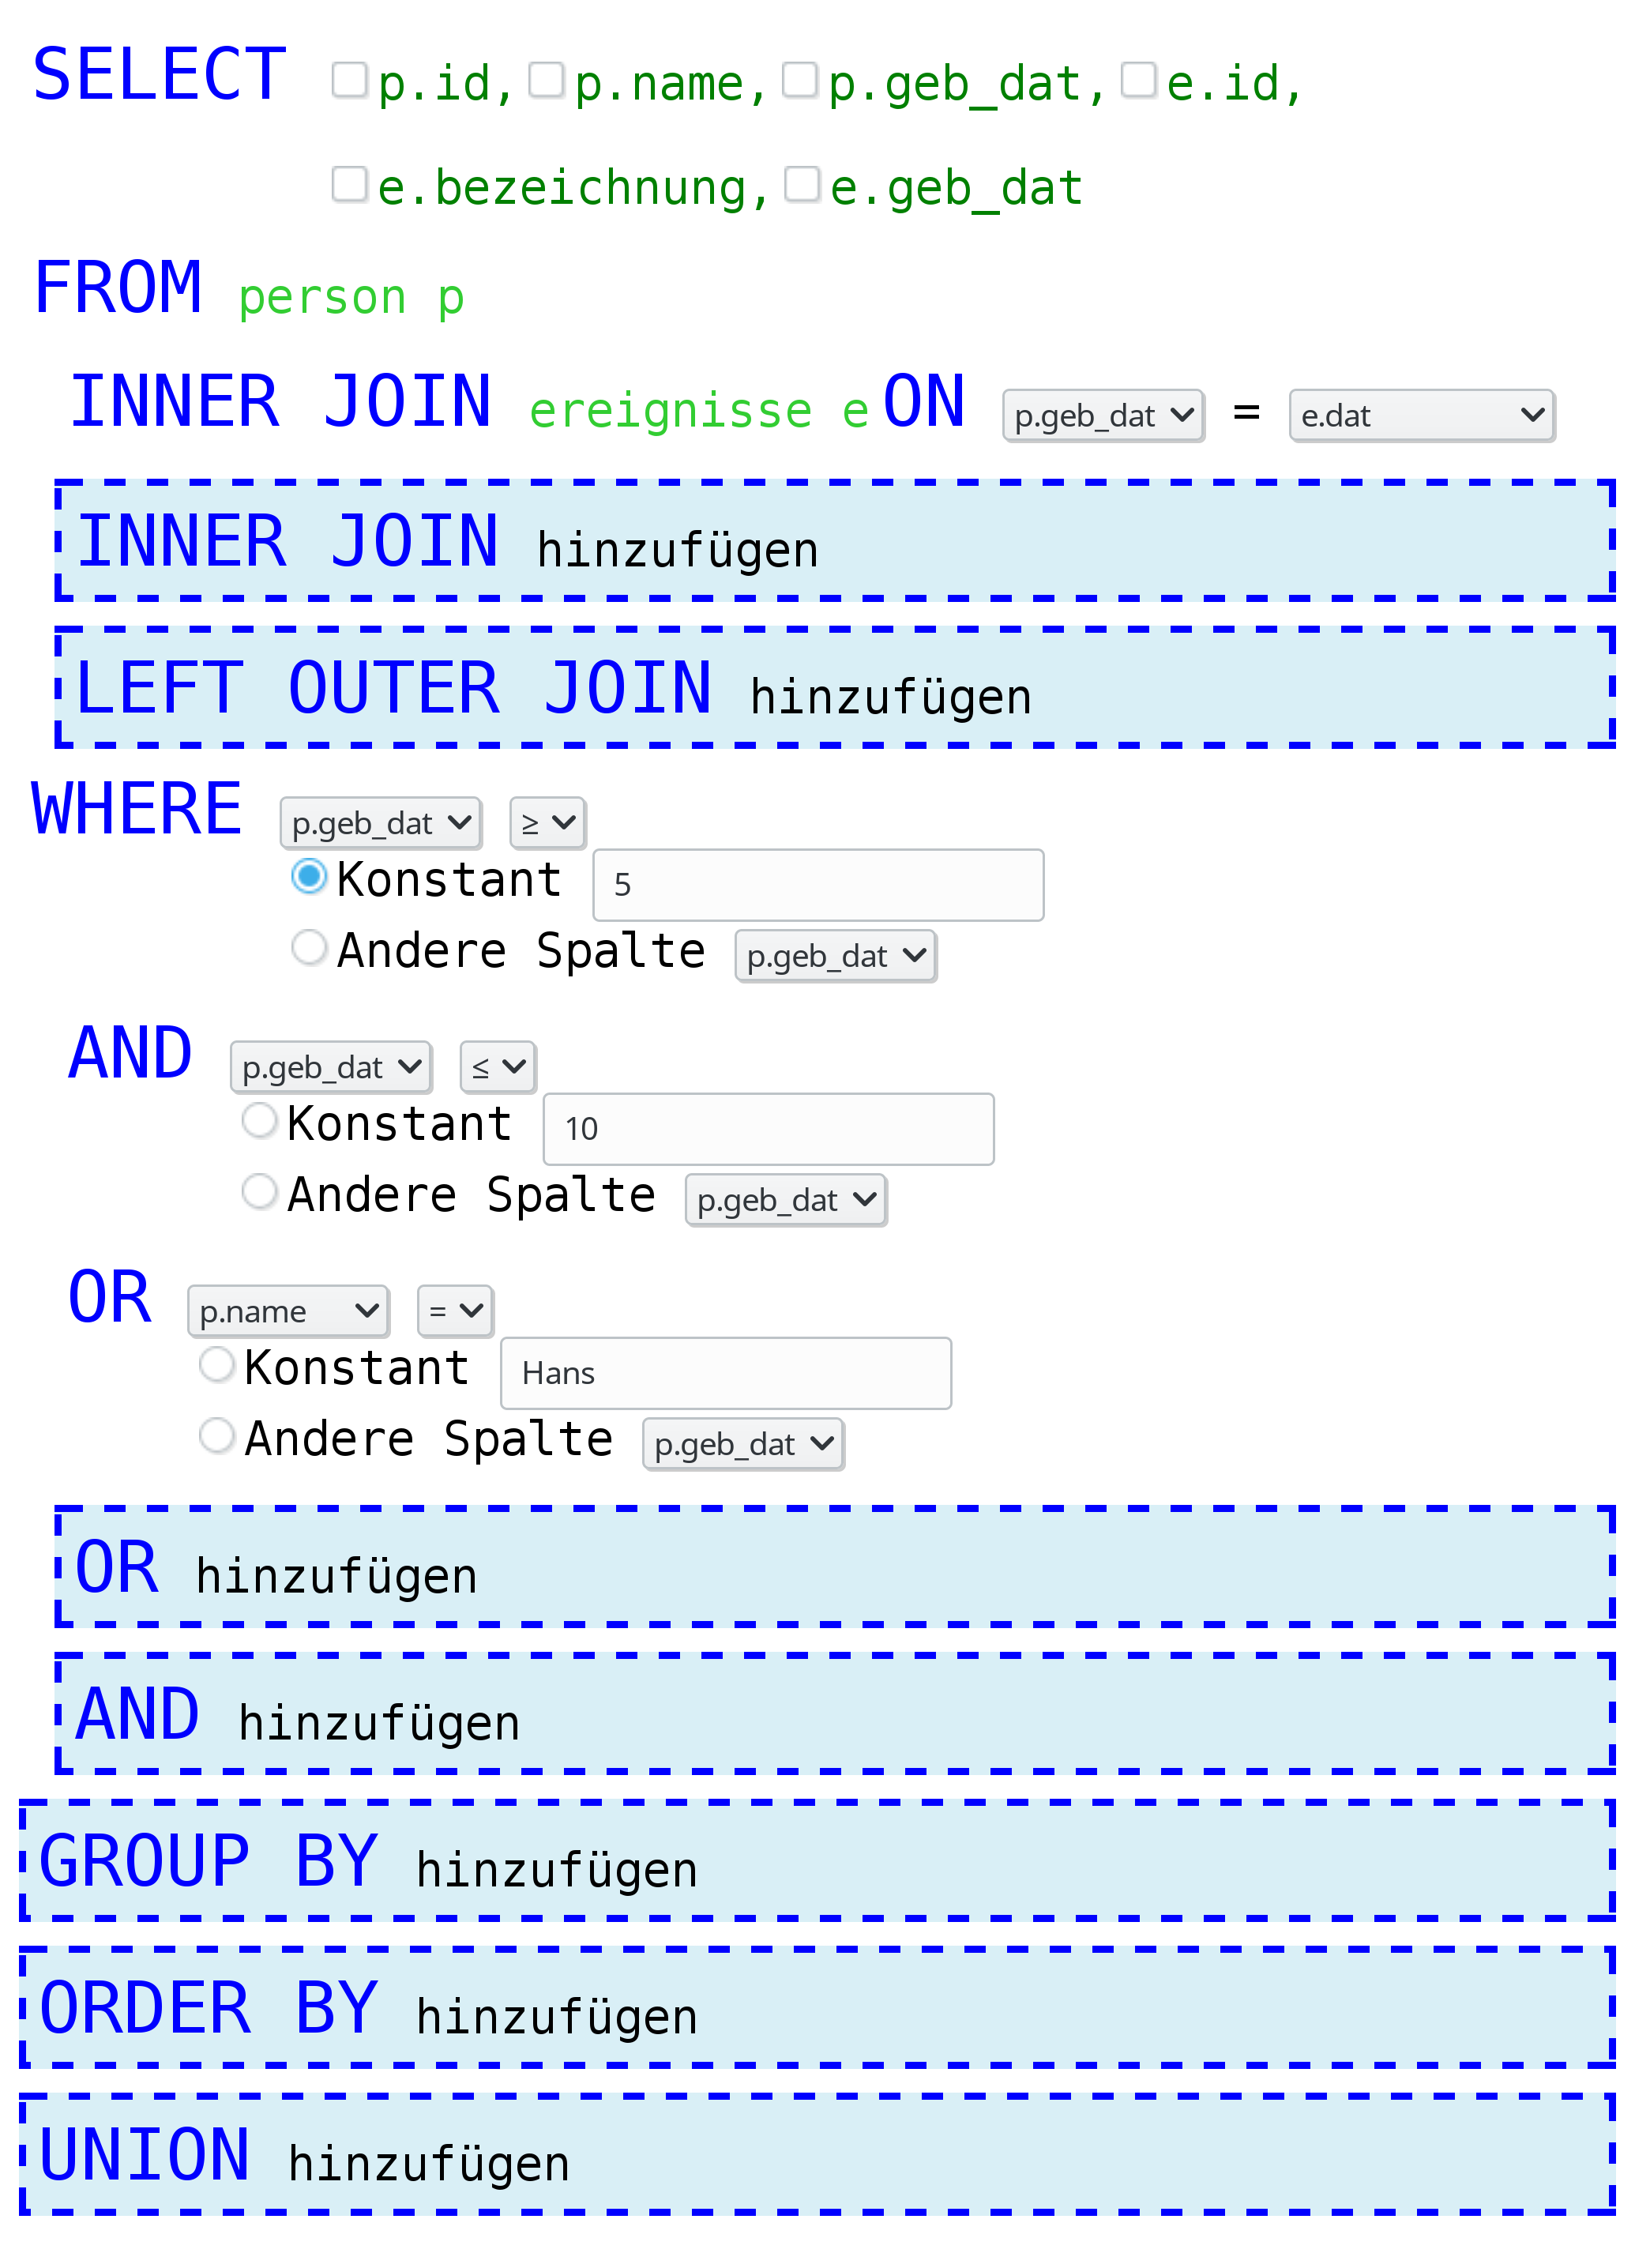 SELECT p.id, p.name, p.geb_dat, e.id,
e.bezeichnung, e.geb_dat
FROM person p
INNER JOIN ereignisse e ON p.geb_dat = e.dat
INNER JOIN hinzufügen
LEFT OUTER JOIN hinzufügen
WHERE p.geb_dat ≥
Konstant 5
Andere Spalte p.geb_dat
AND p.geb_dat ≤
Konstant 10
Andere Spalte p.geb_dat
OR p.name =
Konstant Hans
Andere Spalte p.geb_dat
OR hinzufügen
AND hinzufügen
GROUP BY hinzufügen
ORDER BY hinzufügen
UNION hinzufügen